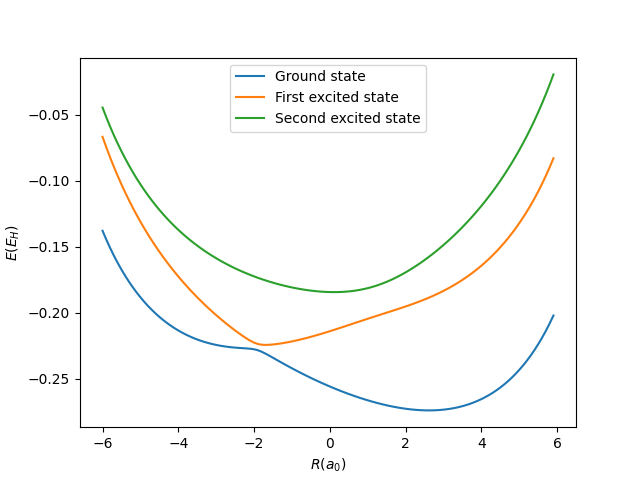 Ground state
First excited state
Second excited state
−0.05
−0.10
−0.15
−0.20
−0.25
E(E_H)
−6
−4
−2
0
2
4
6
R(a_0)